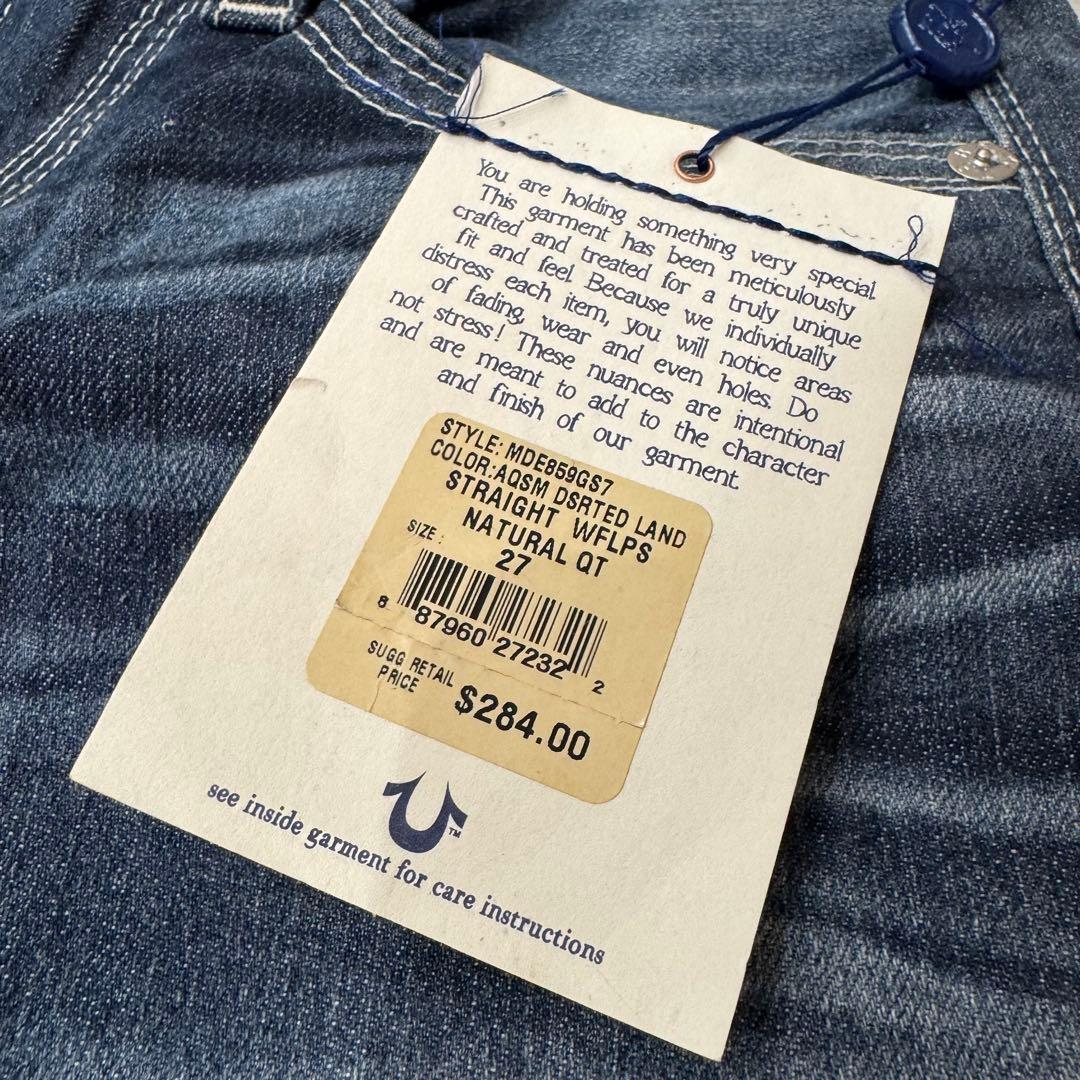 You are holding something very special.
This garment has been meticulously
crafted and treated for a truly unique
fit and feel. Because we individually
distress each item, you will notice areas
of fading, wear and even holes. Do
not stress! These nuances are intentional
and are meant to add to the character
and finish of our garment.
STYLE: MDE859GS7
COLOR:AQSM DSRTED LAND
STRAIGHT WFLPS
NATURAL QT
SIZE: 27
8 87960 27232 2
SUGG RETAIL
PRICE $284.00
TM
see inside garment for care instructions